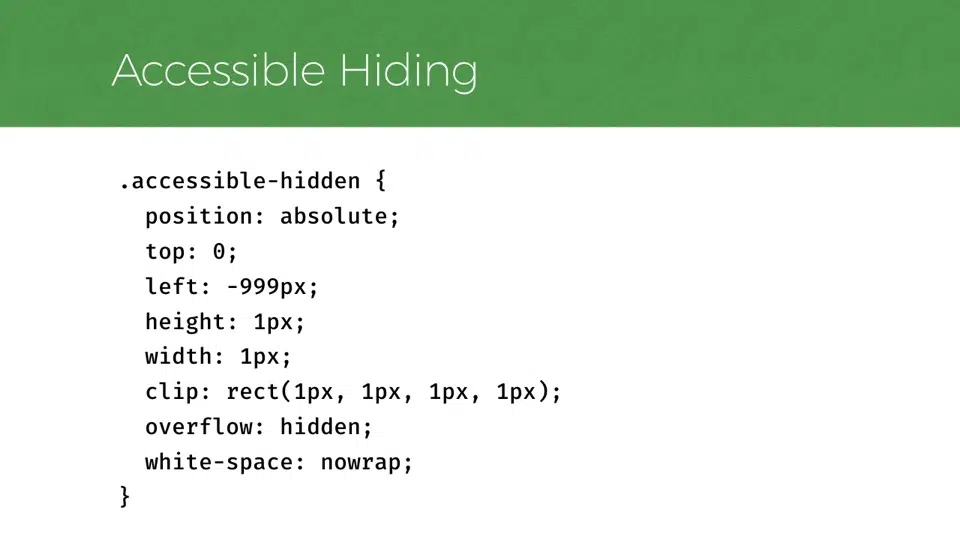 Accessible Hiding
.accessible-hidden {
  position: absolute;
  top: 0;
  left: -999px;
  height: 1px;
  width: 1px;
  clip: rect(1px, 1px, 1px, 1px);
  overflow: hidden;
  white-space: nowrap;
}